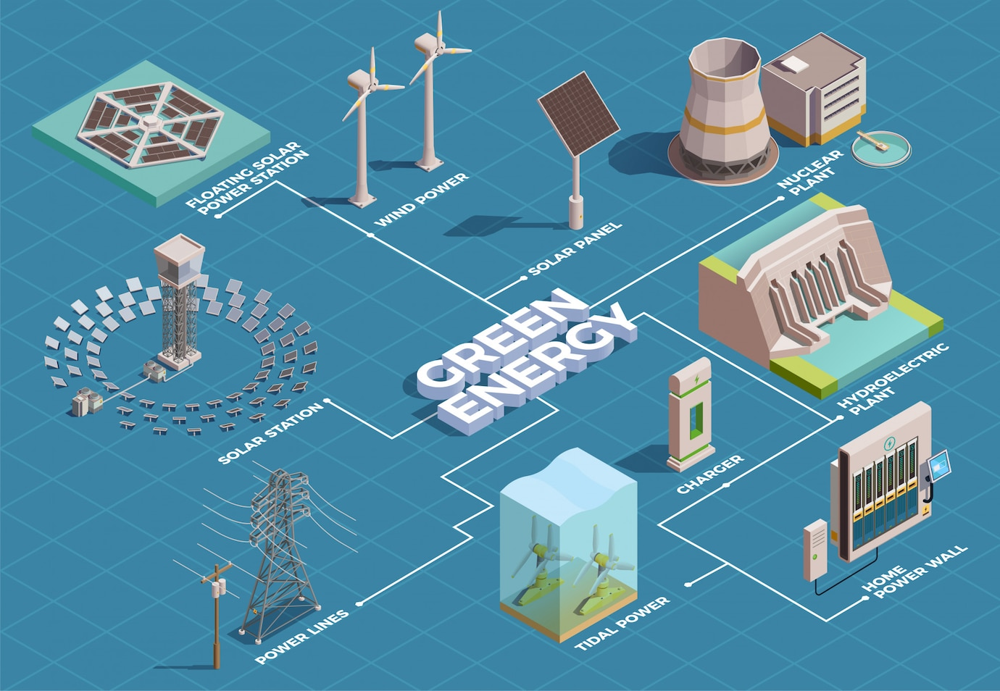 FLOATING SOLAR
POWER STATION
WIND POWER
SOLAR PANEL
NUCLEAR
PLANT
GREEN
ENERGY
HYDROELECTRIC
PLANT
SOLAR STATION
CHARGER
HOME
POWER WALL
POWER LINES
TIDAL POWER